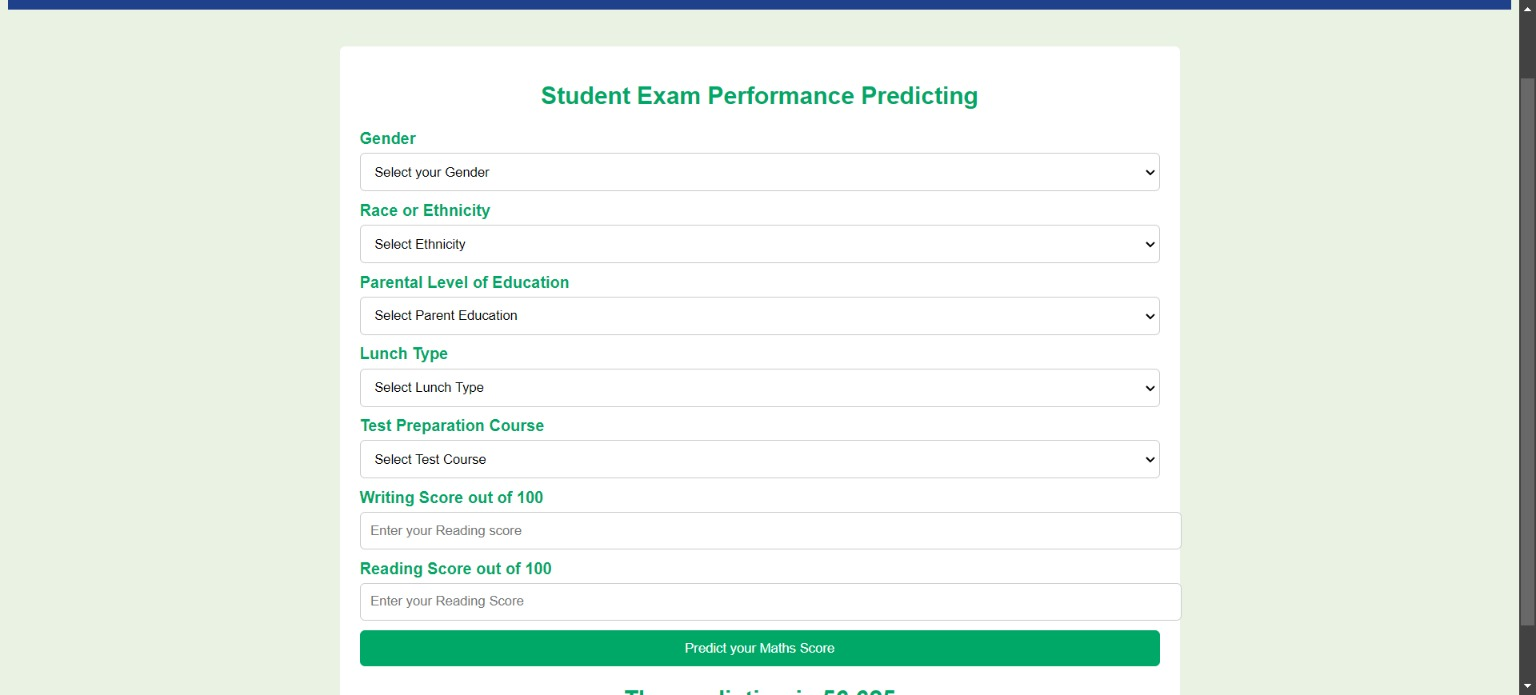 Student Exam Performance Predicting
Gender
Select your Gender
Race or Ethnicity
Select Ethnicity
Parental Level of Education
Select Parent Education
Lunch Type
Select Lunch Type
Test Preparation Course
Select Test Course
Writing Score out of 100
Enter your Reading score
Reading Score out of 100
Enter your Reading Score
Predict your Maths Score